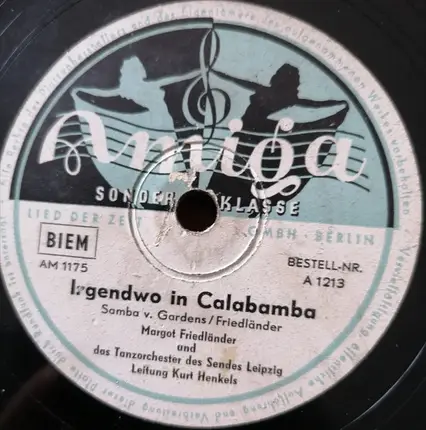 Amiga
SONDER KLASSE
LIED DER ZEIT GMBH · BERLIN
BIEM
AM 1175
BESTELL-NR.
A 1213
Irgendwo in Calabamba
Samba v. Gardens/Friedländer
Margot Friedländer
und
das Tanzorchester des Sendes Leipzig
Leitung Kurt Henkels